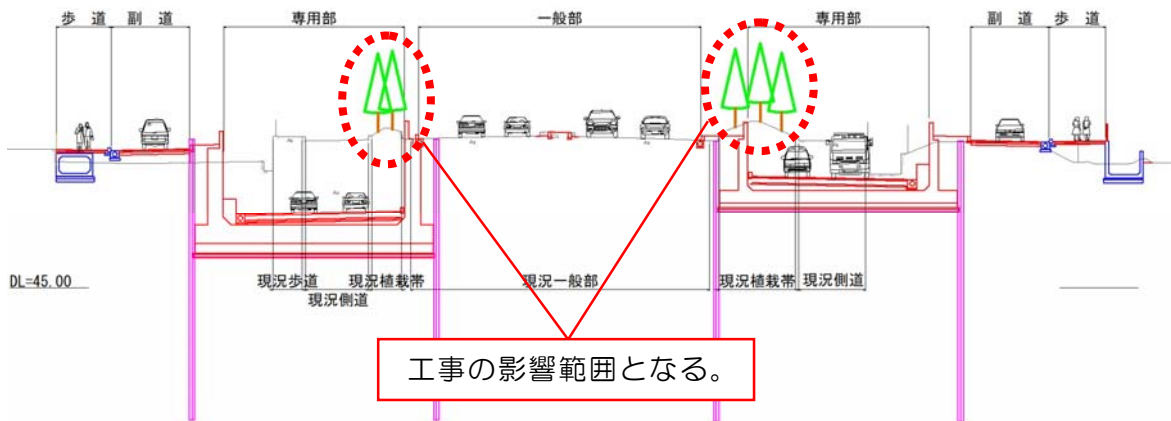 歩 道 副 道 専用部 一般部 専用部 副 道 歩 道
DL=45.00
現況歩道 現況植栽帯 現況一般部 現況植栽帯 現況側道
現況側道
工事の影響範囲となる。